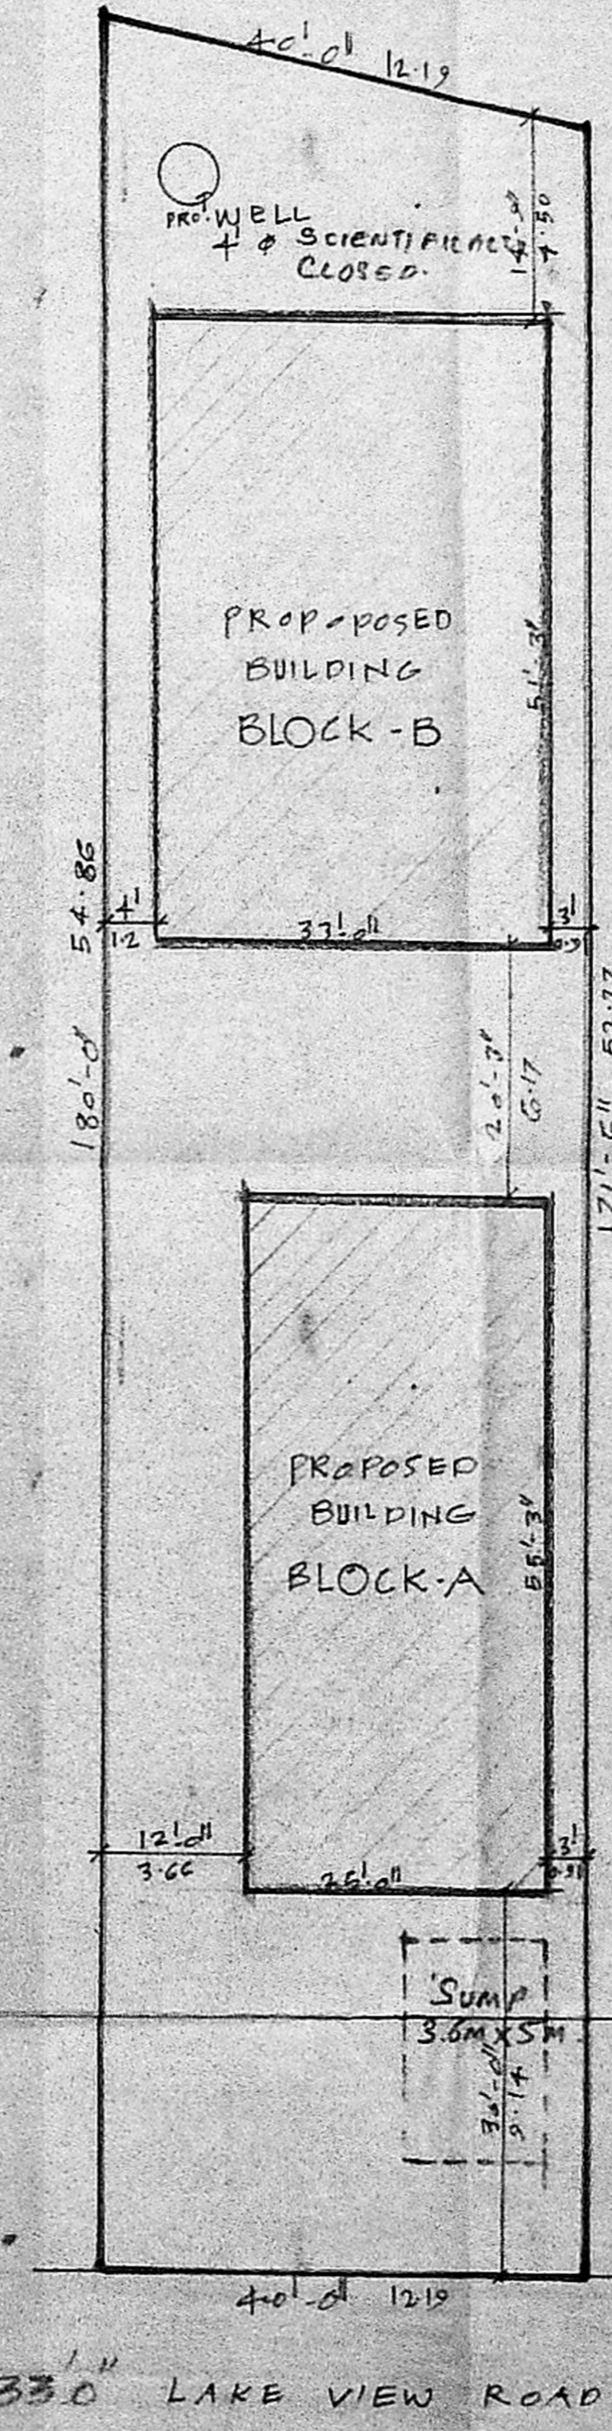 40'-0" 12.19
PRO. WELL
4' ø SCIENTIFICALLY
CLOSED.
14'-9"
4.50
PROPOPOSED
BUILDING
BLOCK-B
51'-3"
54.86
180'-0"
4'
1.2
33'-0"
3'
0.91
20'-3"
6.17
171'-6" 52.27
PROPOSED
BUILDING
BLOCK-A
55'-3"
12'-0"
3.66
25'-0"
3'
0.91
SUMP
3.6M X 5M
30'-0"
9.14
40'-0" 12.19
33'0" LAKE VIEW ROAD